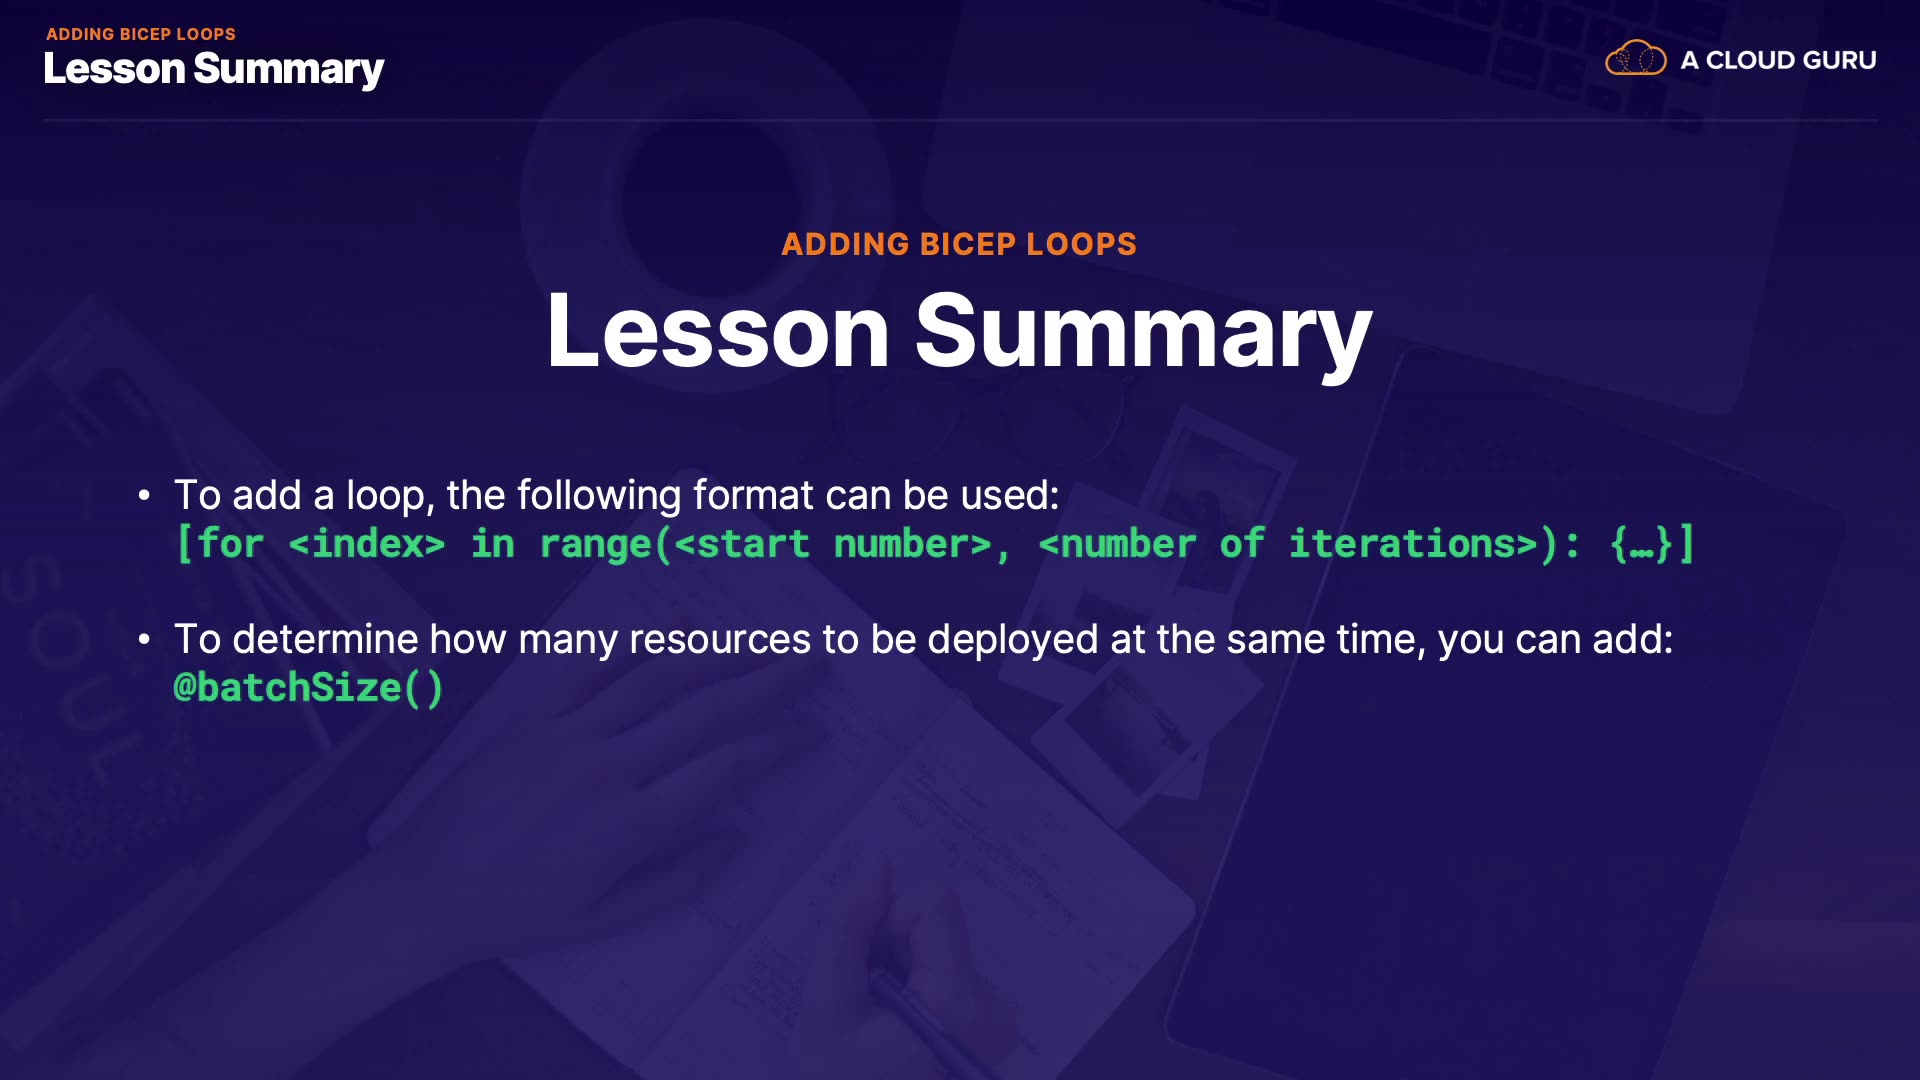 ADDING BICEP LOOPS
Lesson Summary
A CLOUD GURU
ADDING BICEP LOOPS
Lesson Summary
• To add a loop, the following format can be used:
[for <index> in range(<start number>, <number of iterations>): {…}]
• To determine how many resources to be deployed at the same time, you can add:
@batchSize()
SOUL